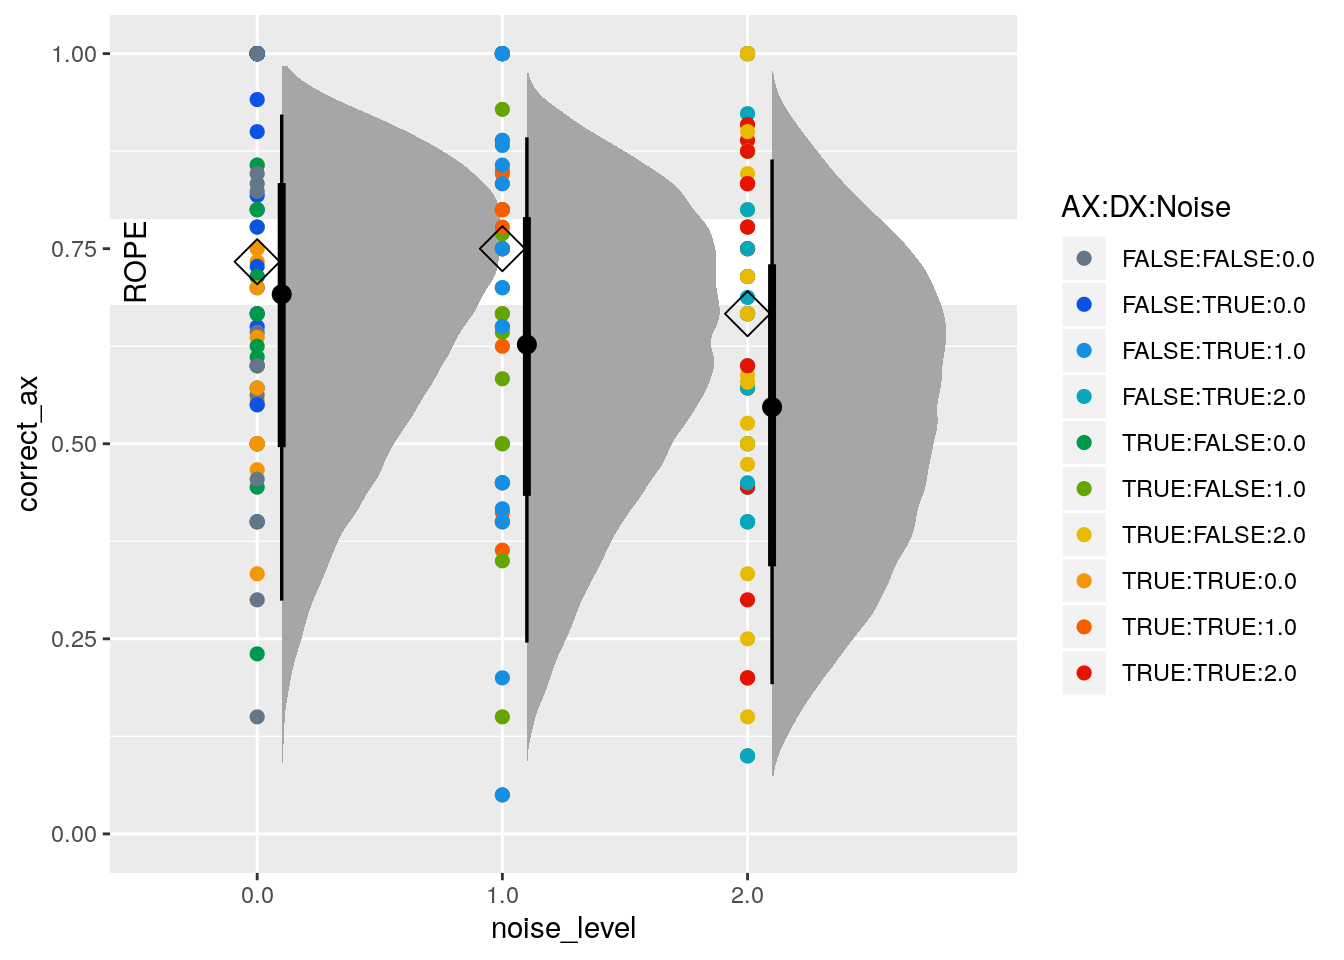 1.00
0.75
0.50
0.25
0.00
correct_ax
ROPE
0.0
1.0
2.0
noise_level
AX:DX:Noise
FALSE:FALSE:0.0
FALSE:TRUE:0.0
FALSE:TRUE:1.0
FALSE:TRUE:2.0
TRUE:FALSE:0.0
TRUE:FALSE:1.0
TRUE:FALSE:2.0
TRUE:TRUE:0.0
TRUE:TRUE:1.0
TRUE:TRUE:2.0